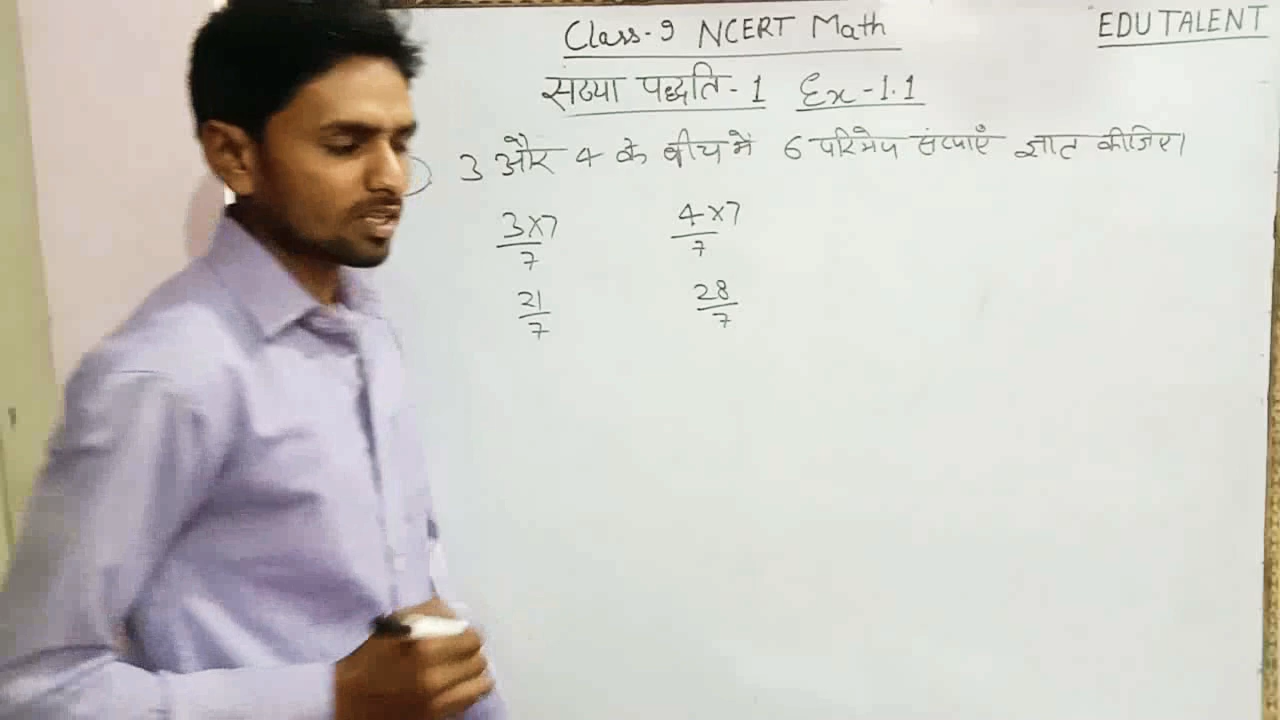 Class-9 NCERT Math
EDU TALENT
संख्या पद्धति-1 Ex-1.1
3 और 4 के बीच में 6 परिमेय संख्याएँ ज्ञात कीजिए।
3×7/7 4×7/7
21/7 28/7